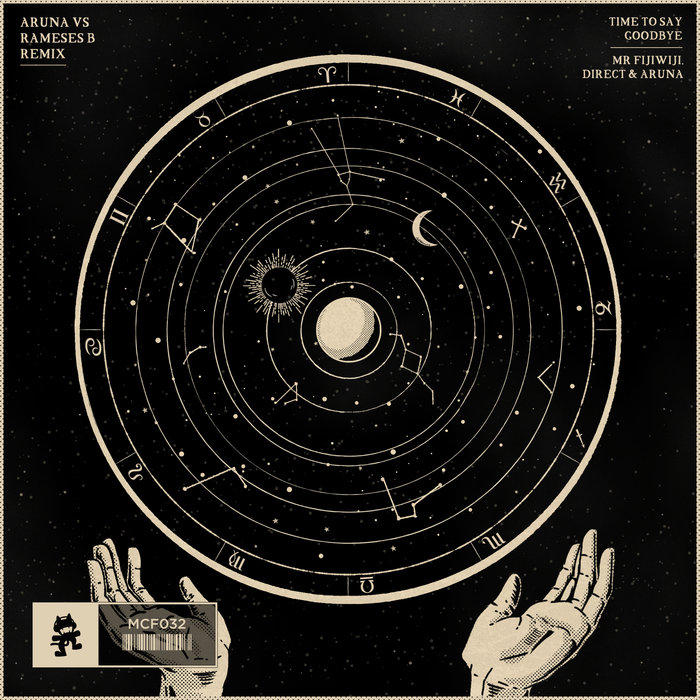 ARUNA VS
RAMESES B
REMIX
TIME TO SAY
GOODBYE
MR FIJIWIJI,
DIRECT & ARUNA
MCF032